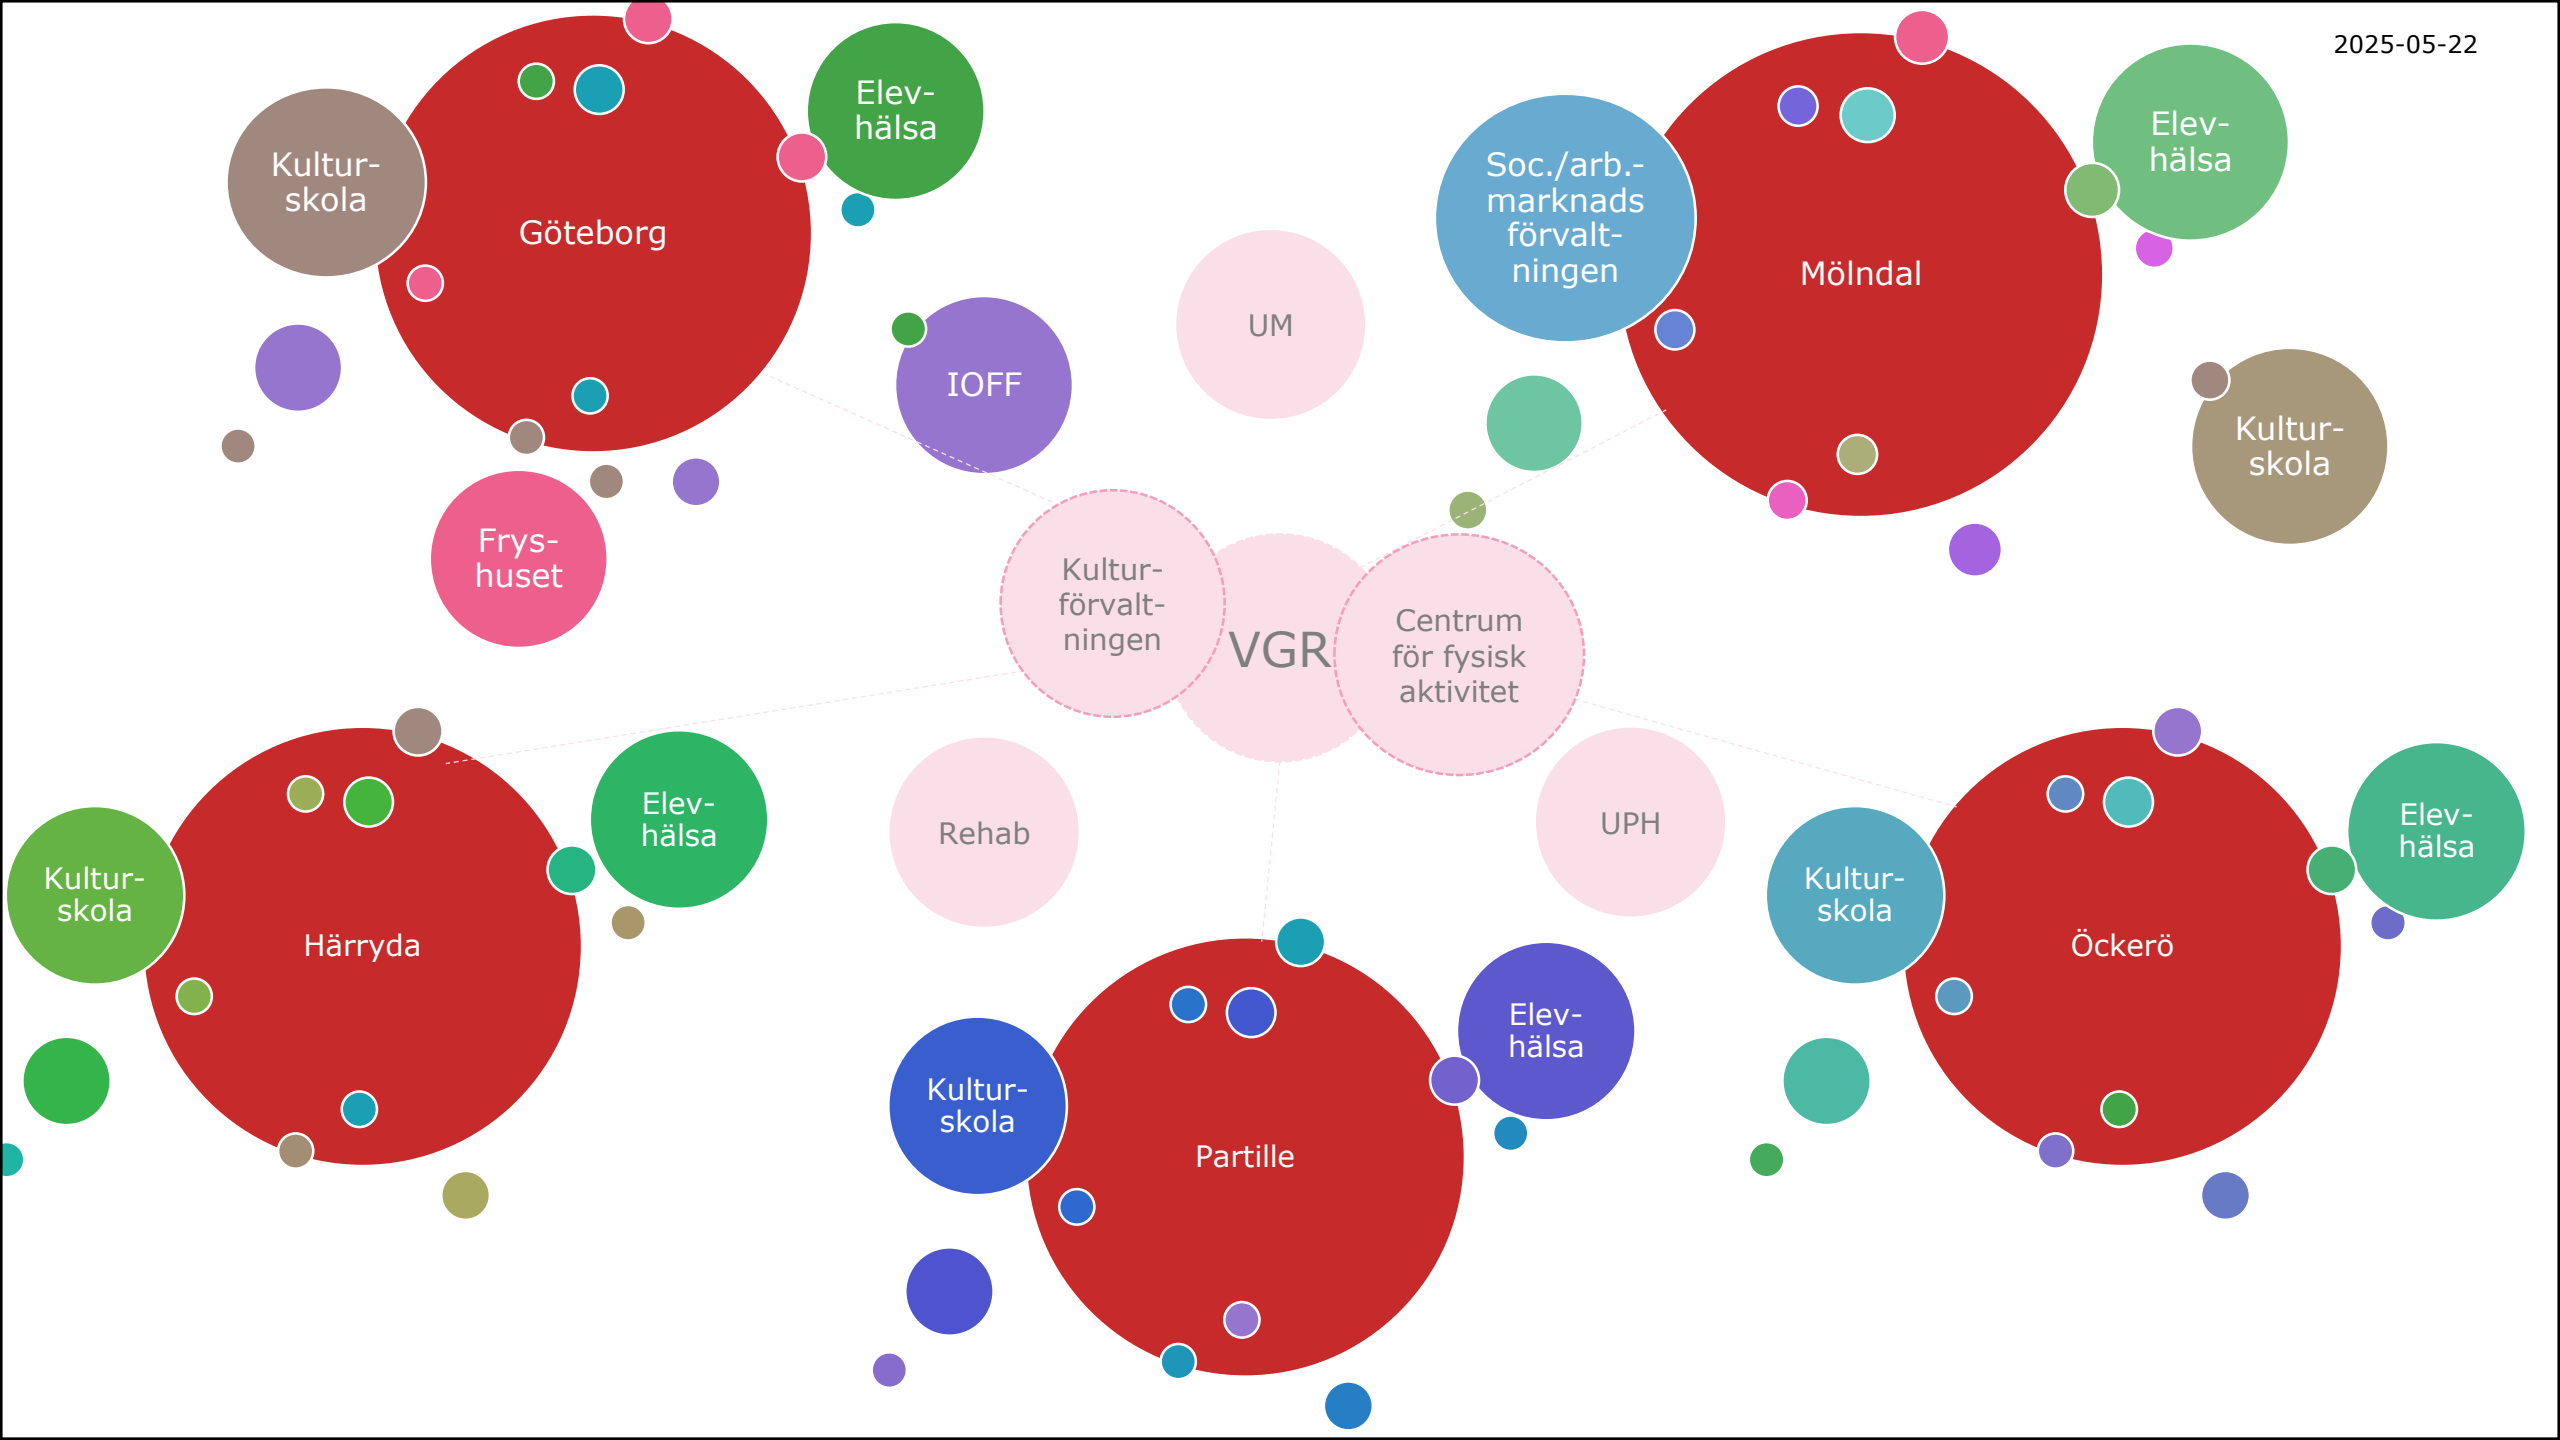 2025-05-22
Kultur-
skola
Göteborg
Elev-
hälsa
IOFF
Frys-
huset
UM
Soc./arb.-
marknads
förvalt-
ningen
Mölndal
Elev-
hälsa
Kultur-
skola
Kultur-
förvalt-
ningen
VGR
Centrum
för fysisk
aktivitet
Rehab
UPH
Kultur-
skola
Härryda
Elev-
hälsa
Kultur-
skola
Partille
Elev-
hälsa
Kultur-
skola
Öckerö
Elev-
hälsa